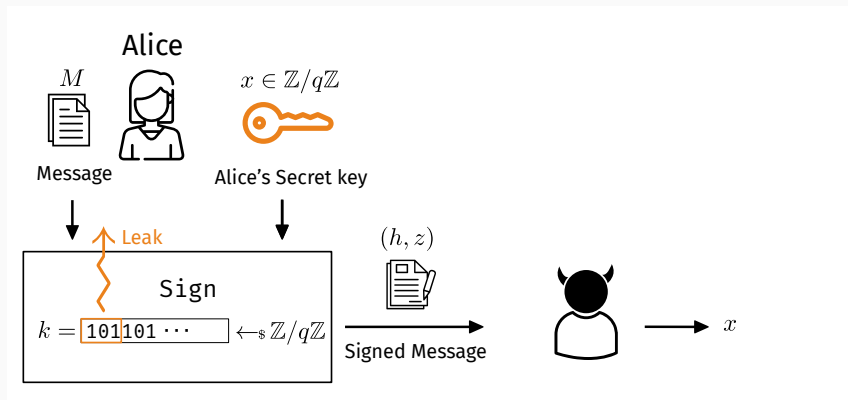 Alice
M
x ∈ ℤ/qℤ
Message
Alice's Secret key
Leak
(h, z)
Sign
k = 101101 ··· ←$ ℤ/qℤ
Signed Message
x